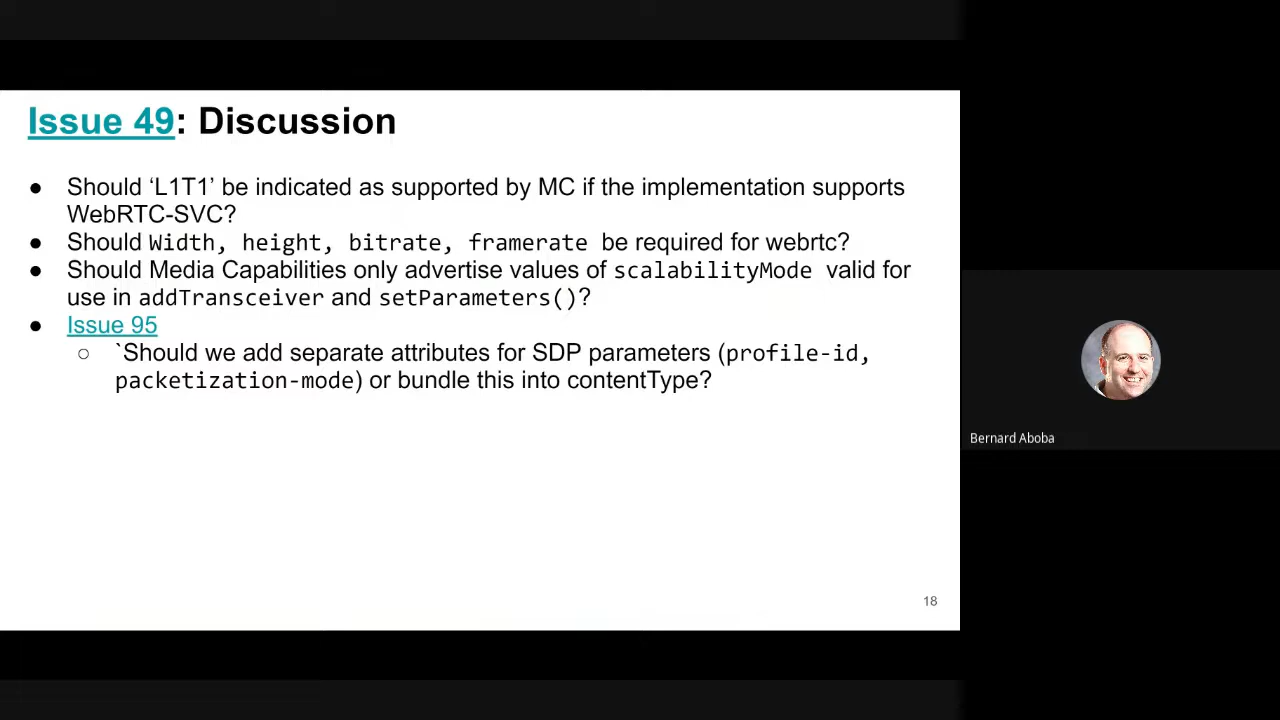 Issue 49: Discussion
● Should ‘L1T1’ be indicated as supported by MC if the implementation supports
WebRTC-SVC?
● Should Width, height, bitrate, framerate be required for webrtc?
● Should Media Capabilities only advertise values of scalabilityMode valid for
use in addTransceiver and setParameters()?
● Issue 95
○ `Should we add separate attributes for SDP parameters (profile-id,
packetization-mode) or bundle this into contentType?
18
Bernard Aboba